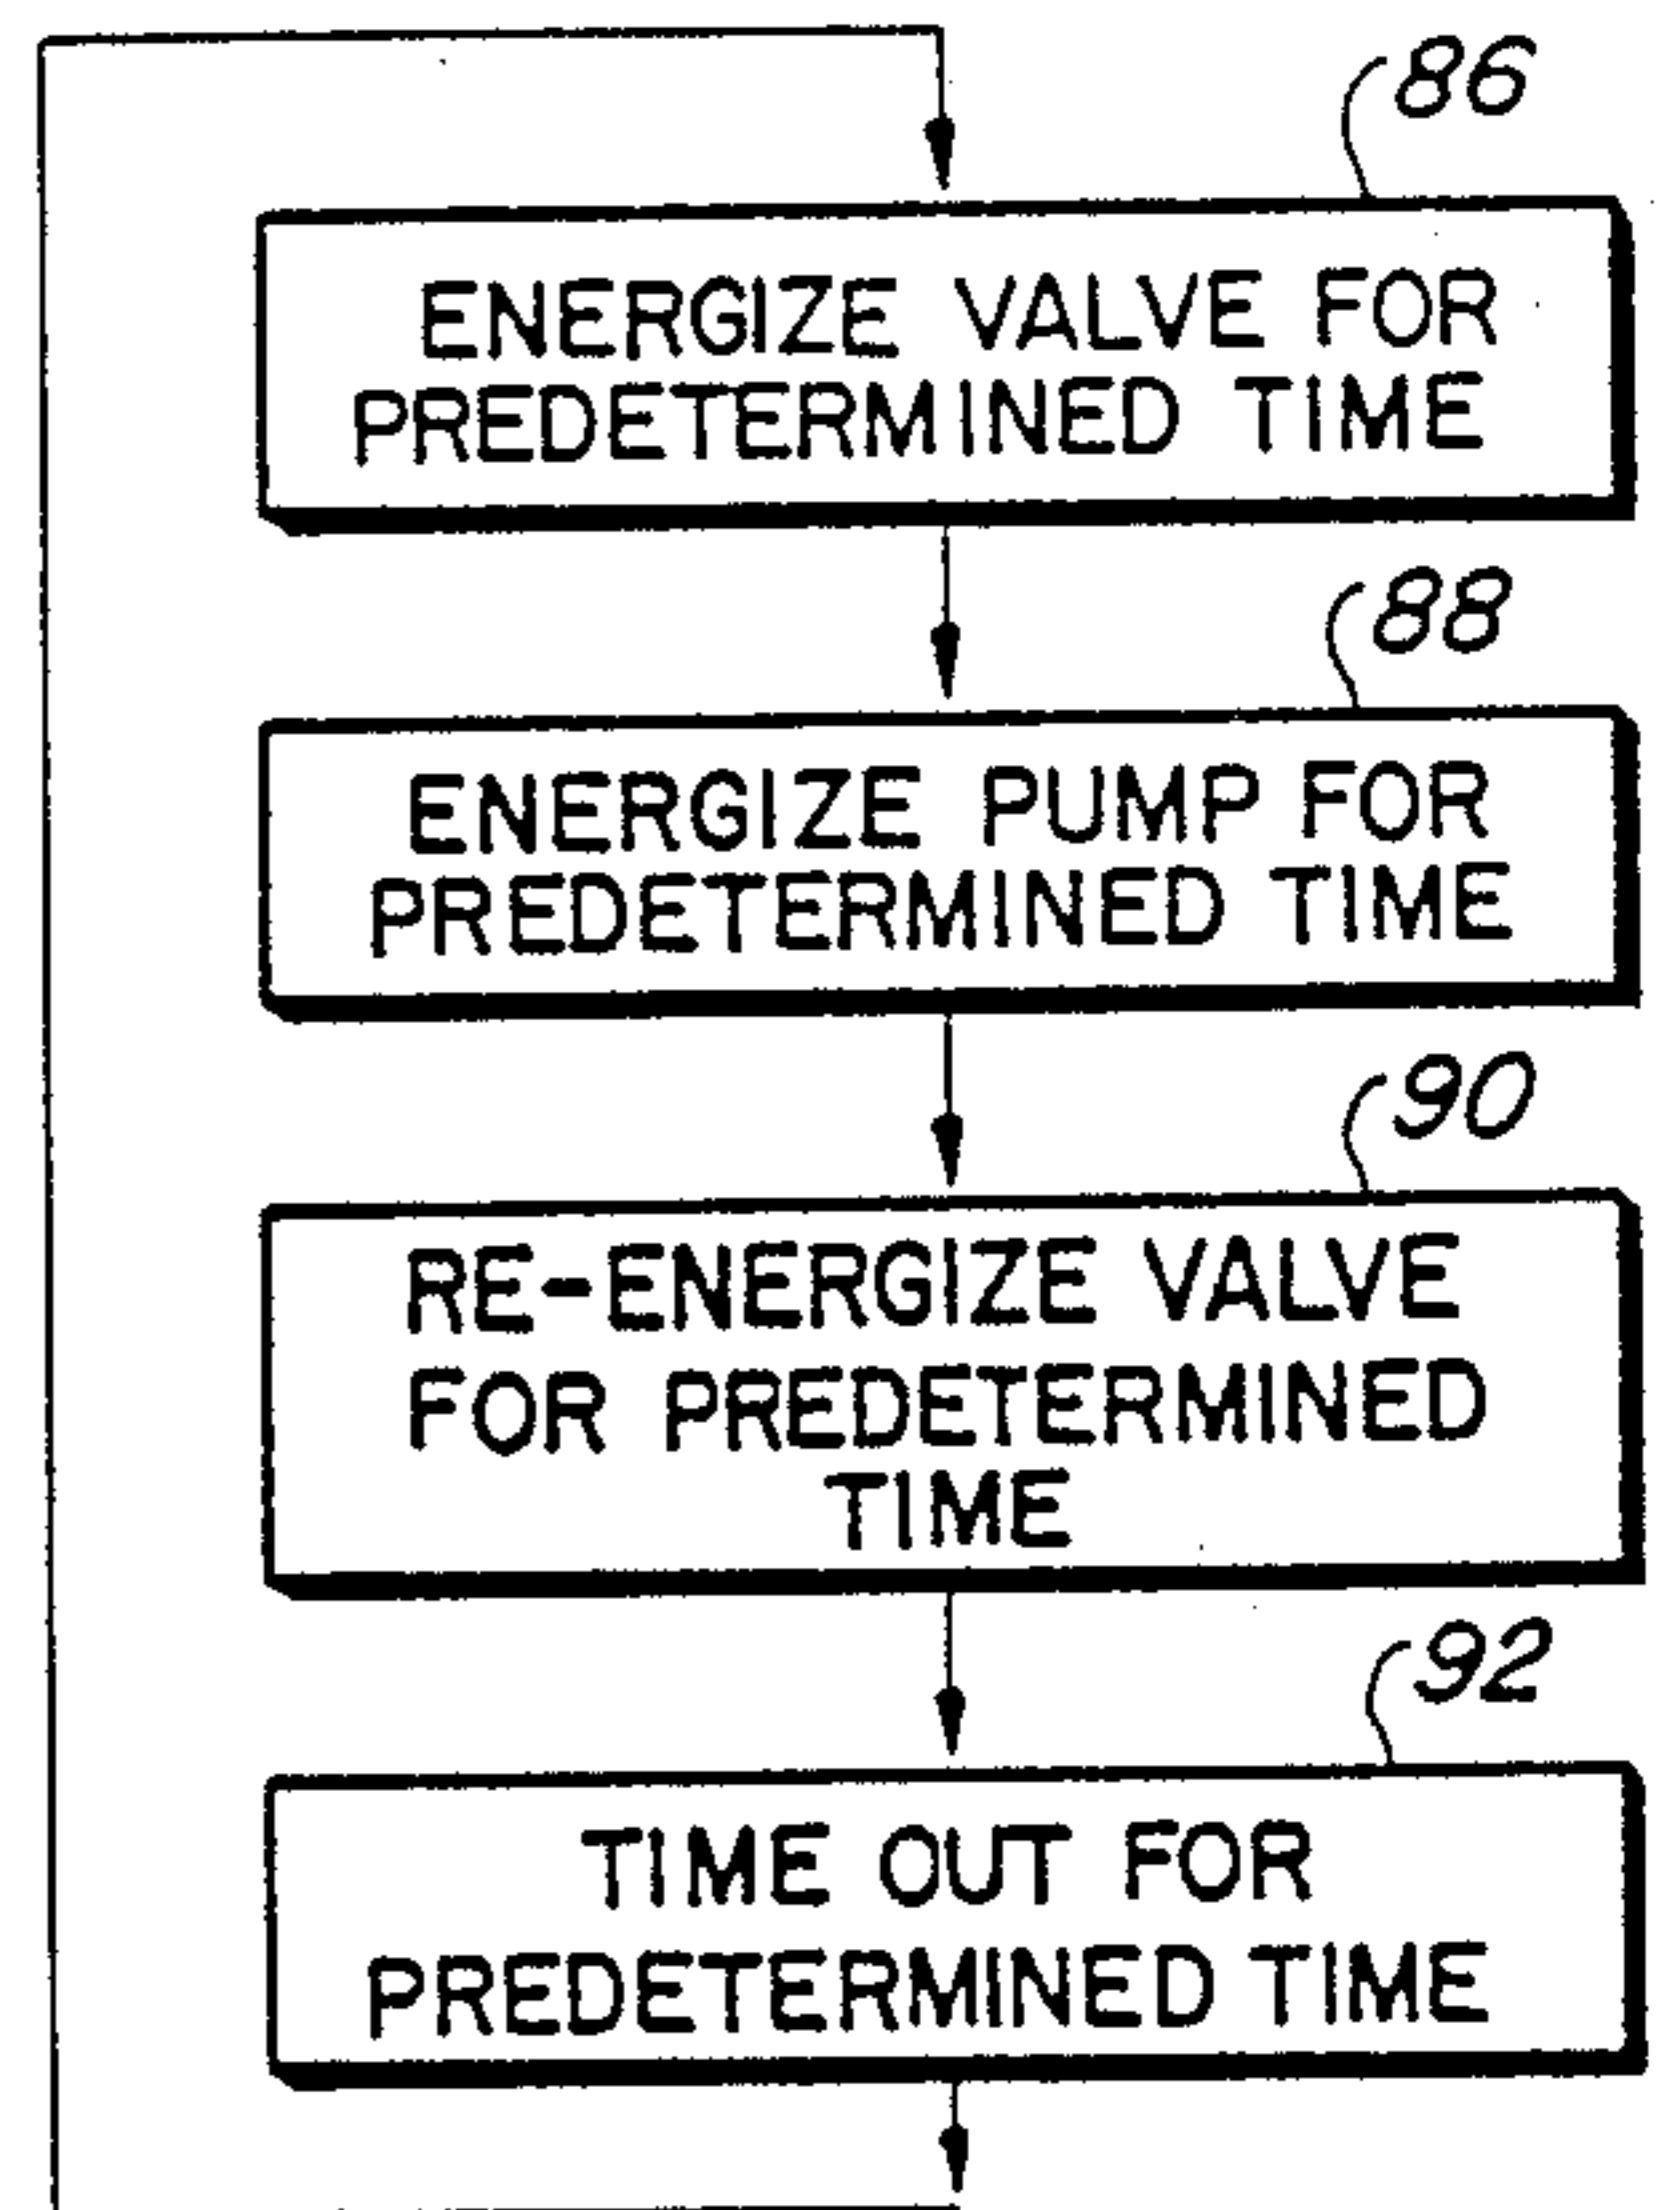 86
ENERGIZE VALVE FOR
PREDETERMINED TIME
88
ENERGIZE PUMP FOR
PREDETERMINED TIME
90
RE-ENERGIZE VALVE
FOR PREDETERMINED
TIME
92
TIME OUT FOR
PREDETERMINED TIME